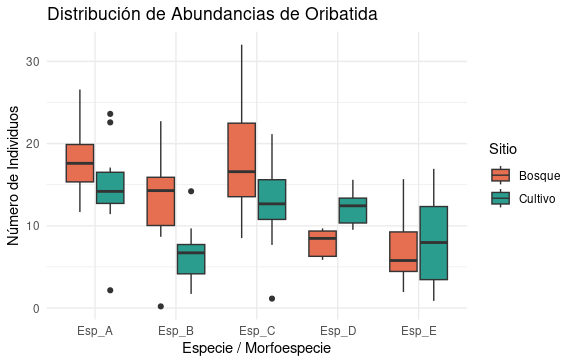 Distribución de Abundancias de Oribatida
Número de Individuos
30
20
10
0
Esp_A
Esp_B
Esp_C
Esp_D
Esp_E
Especie / Morfoespecie
Sitio
Bosque
Cultivo